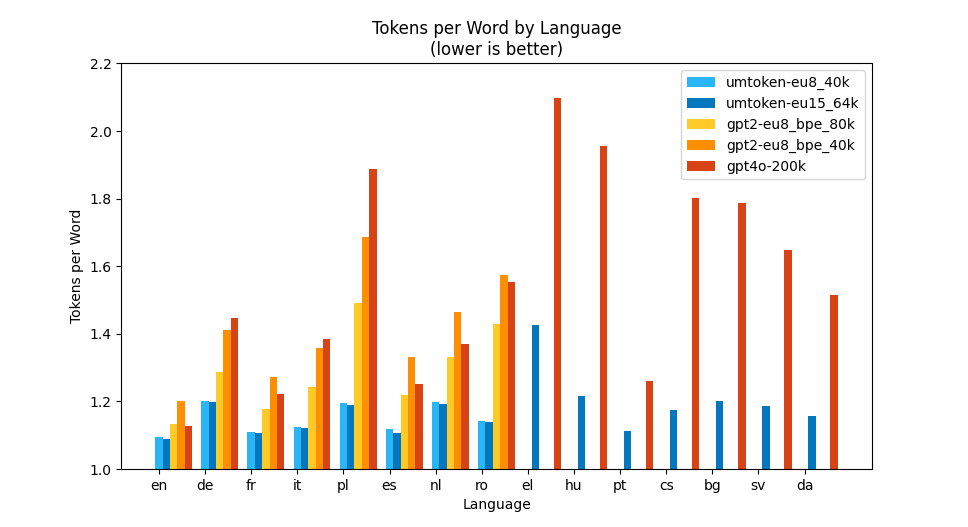 Tokens per Word by Language
(lower is better)
umtoken-eu8_40k
umtoken-eu15_64k
gpt2-eu8_bpe_80k
gpt2-eu8_bpe_40k
gpt4o-200k
Tokens per Word
2.2
2.0
1.8
1.6
1.4
1.2
1.0
en de fr it pl es nl ro el hu pt cs bg sv da
Language